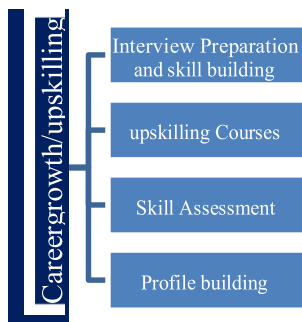 Careergrowth/upskilling
Interview Preparation
and skill building
upskilling Courses
Skill Assessment
Profile building